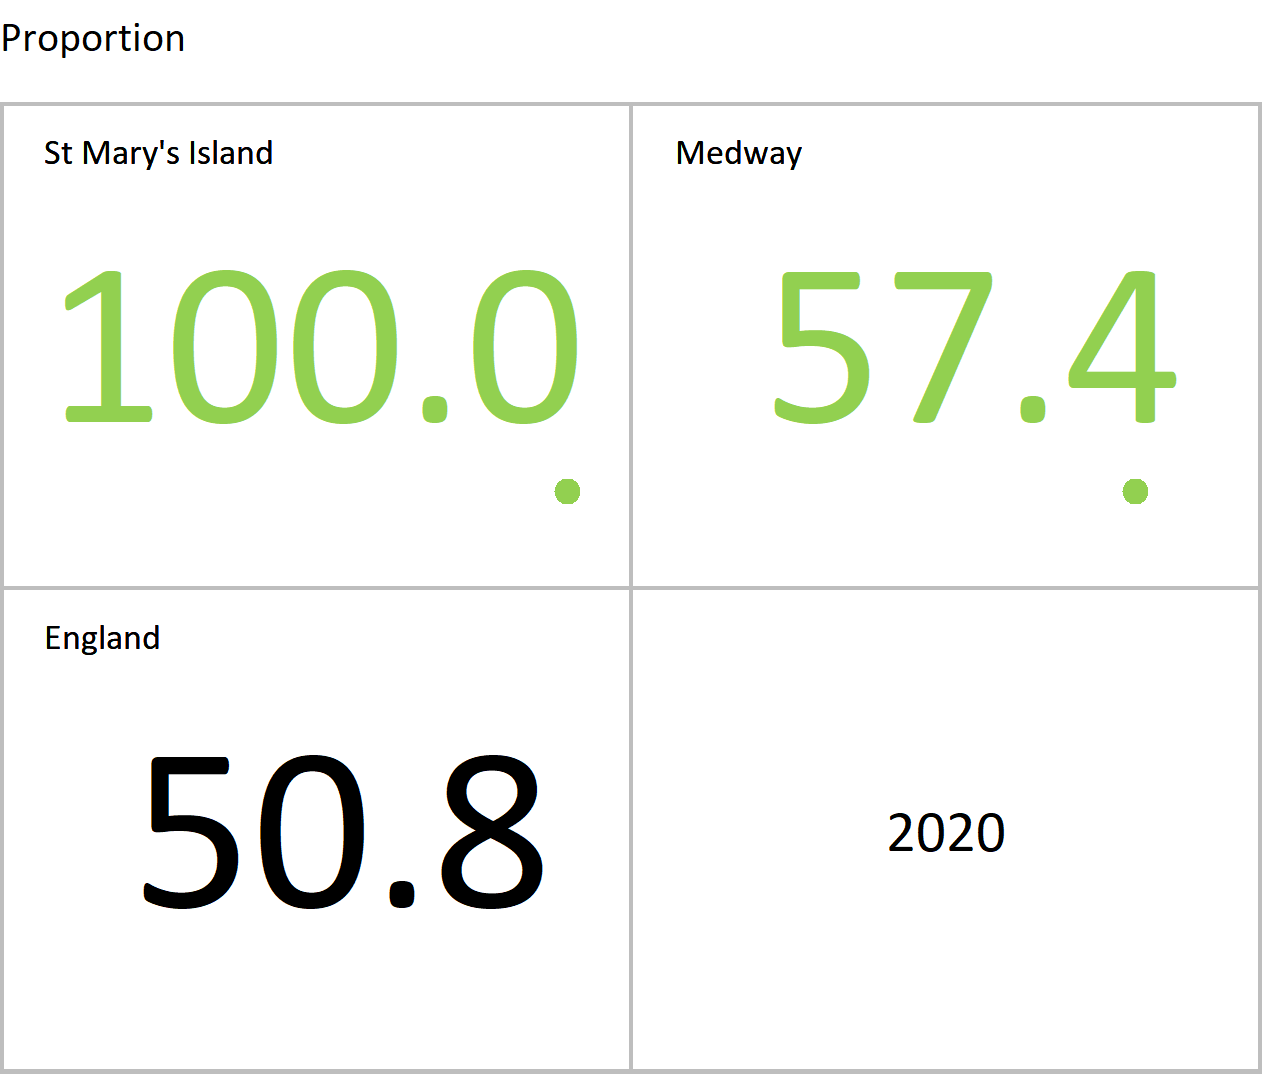 Proportion
St Mary's Island
100.0
Medway
57.4
England
50.8
2020